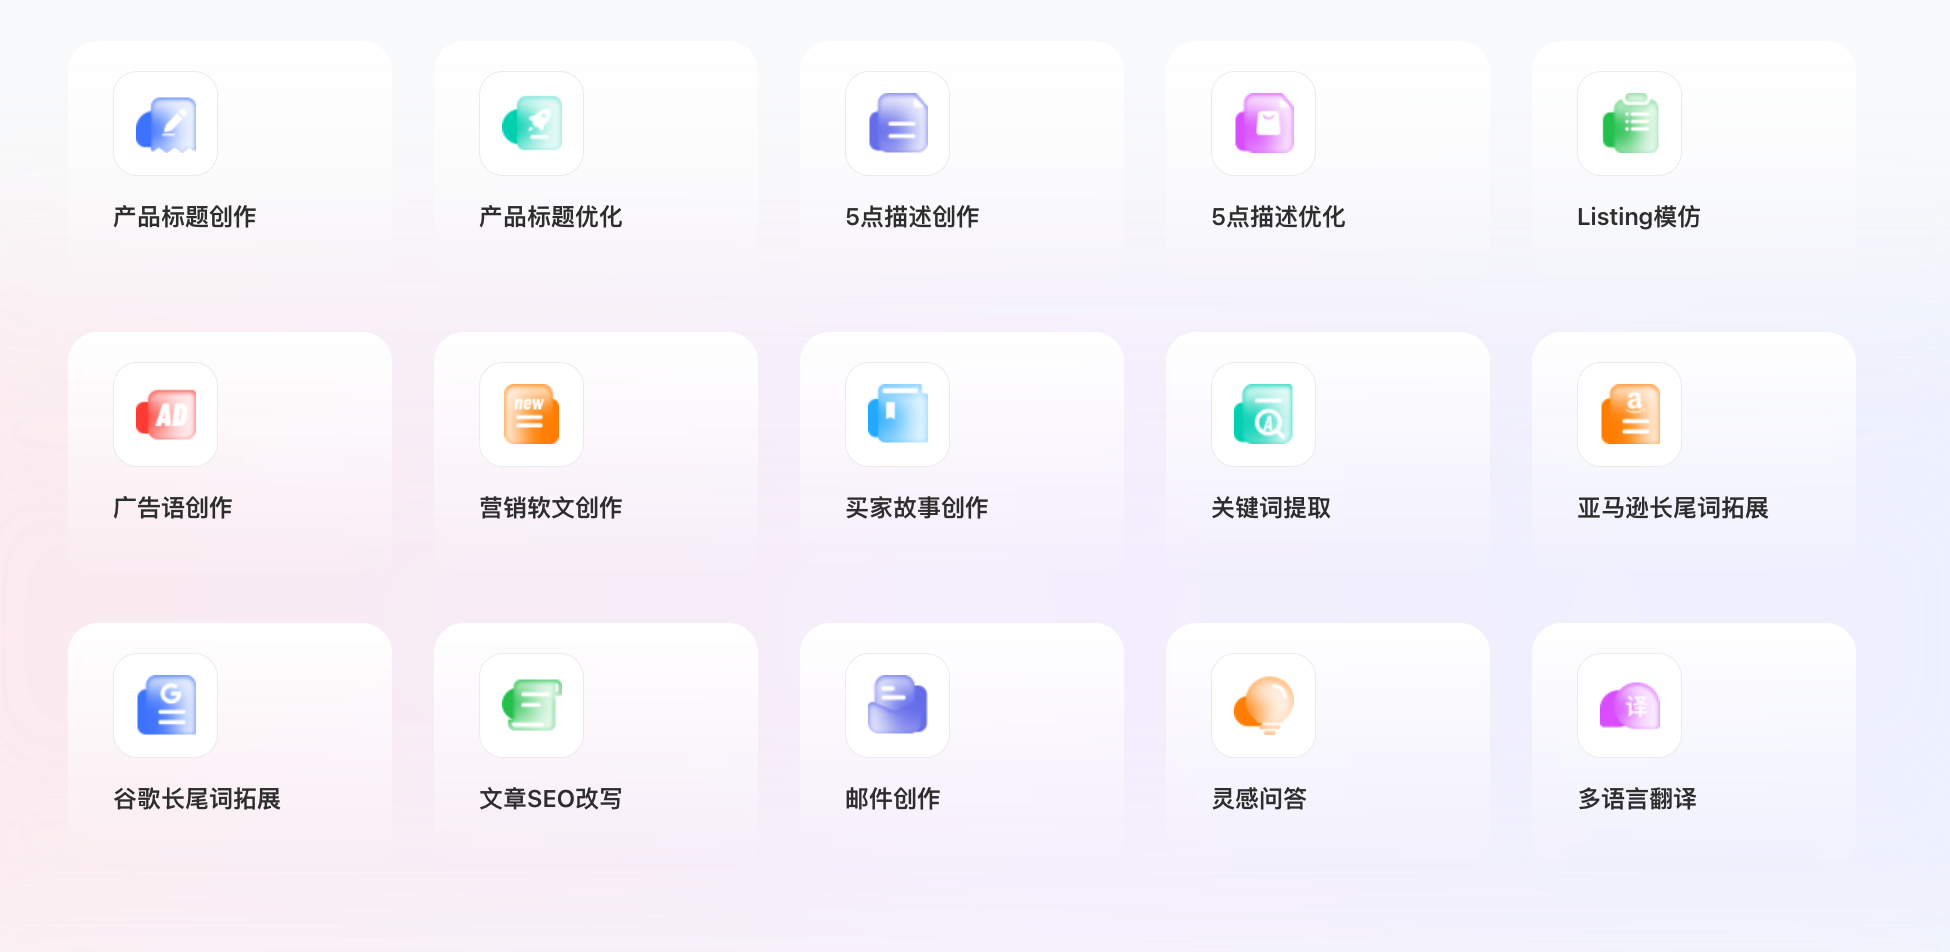 产品标题创作
产品标题优化
5点描述创作
5点描述优化
Listing模仿
AD
广告语创作
new
营销软文创作
买家故事创作
A
关键词提取
a
亚马逊长尾词拓展
G
谷歌长尾词拓展
文章SEO改写
邮件创作
灵感问答
译
多语言翻译